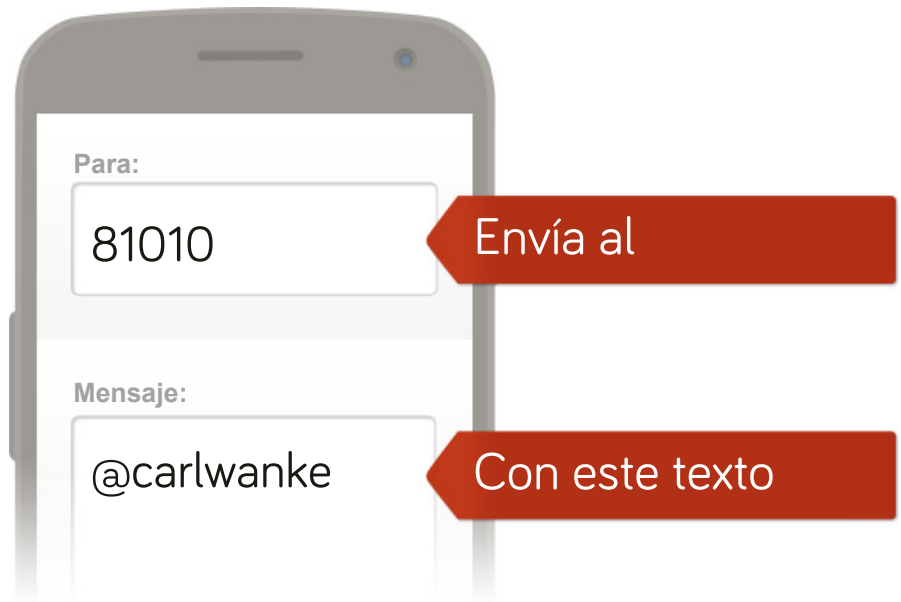 Para:
81010
Envía al
Mensaje:
@carlwanke
Con este texto